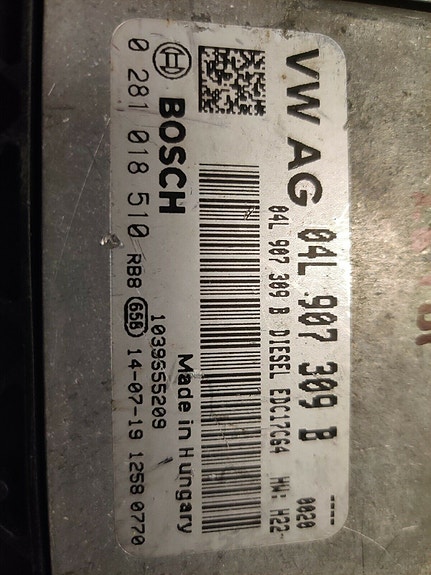 VW AG 04L 907 309 B
----
04L 907 309 B DIESEL EDC17C64 HW: H22
0020
BOSCH
Made in Hungary
1039S55209
0 281 018 510 RB8 658 14-07-19 1258 0770